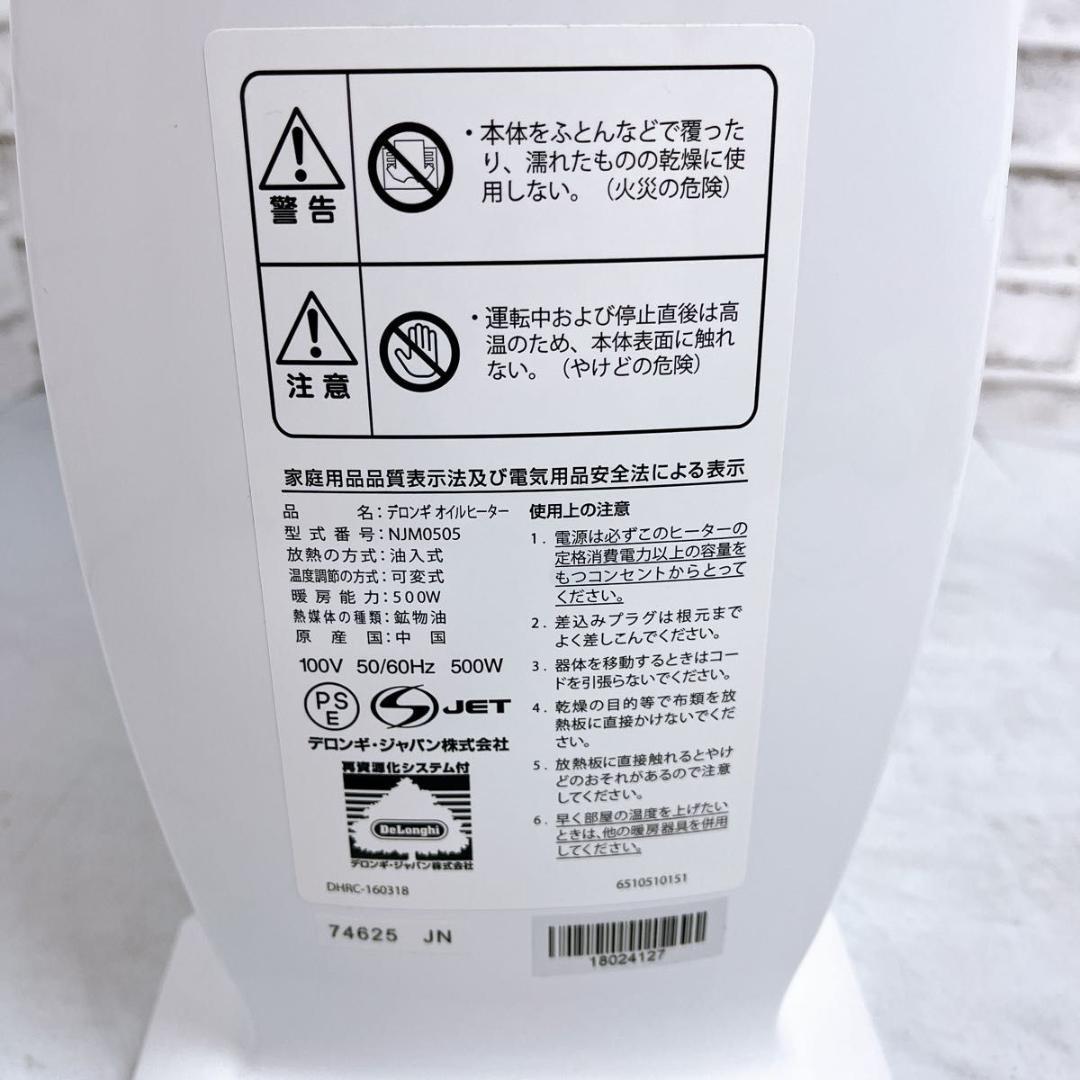 警告
・本体をふとんなどで覆った
り、濡れたものの乾燥に使
用しない。（火災の危険）
注意
・運転中および停止直後は高
温のため、本体表面に触れ
ない。（やけどの危険）
家庭用品品質表示法及び電気用品安全法による表示
品名：デロンギ オイルヒーター
型式番号：NJM0505
放熱の方式：油入式
温度調節の方式：可変式
暖房能力：500W
熱媒体の種類：鉱物油
原産国：中国
100V 50/60Hz 500W
PS
E
JET
デロンギ・ジャパン株式会社
再資源化システム付
DeLonghi
デロンギ・ジャパン株式会社
DHRC-160318
使用上の注意
1．電源は必ずこのヒーターの
定格消費電力以上の容量を
もつコンセントからとって
ください。
2．差込みプラグは根元まで
よく差しこんでください。
3．器体を移動するときはコー
ドを引張らないでください。
4．乾燥の目的等で布類を放
熱板に直接かけないでくだ
さい。
5．放熱板に直接触れるとやけ
どのおそれがあるので注意
してください。
6．早く部屋の温度を上げたい
ときは、他の暖房器具を併用
してください。
6510510151
74625 JN
18024127